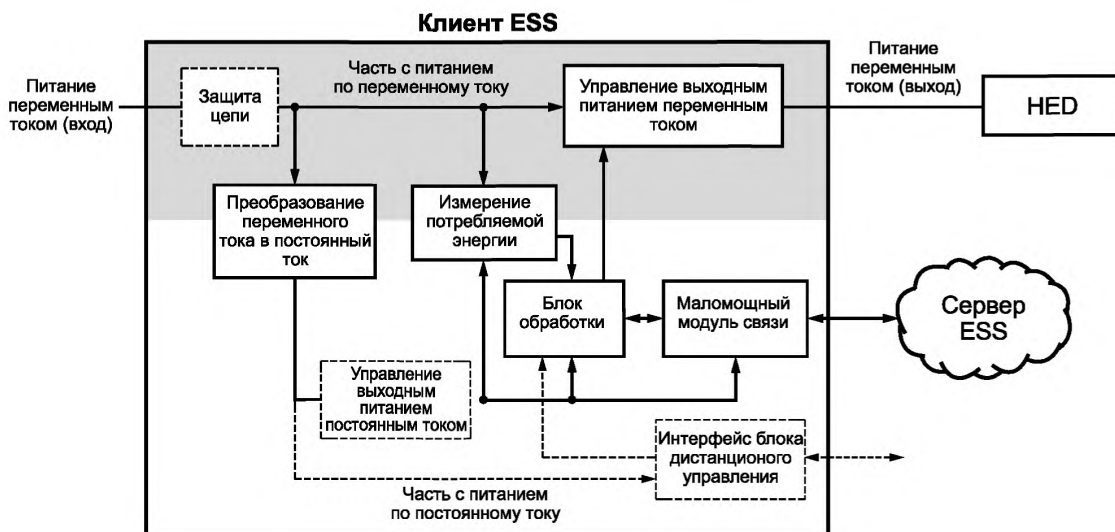 Клиент ESS
Питание
переменным
током (вход)
Защита
цепи
Часть с питанием
по переменному току
Управление выходным
питанием переменным
током
Питание
переменным
током (выход)
HED
Преобразование
переменного
тока в постоянный
ток
Измерение
потребляемой
энергии
Блок
обработки
Маломощный
модуль связи
Сервер
ESS
Управление
выходным
питанием
постоянным током
Интерфейс блока
дистанционого
управления
Часть с питанием
по постоянному току